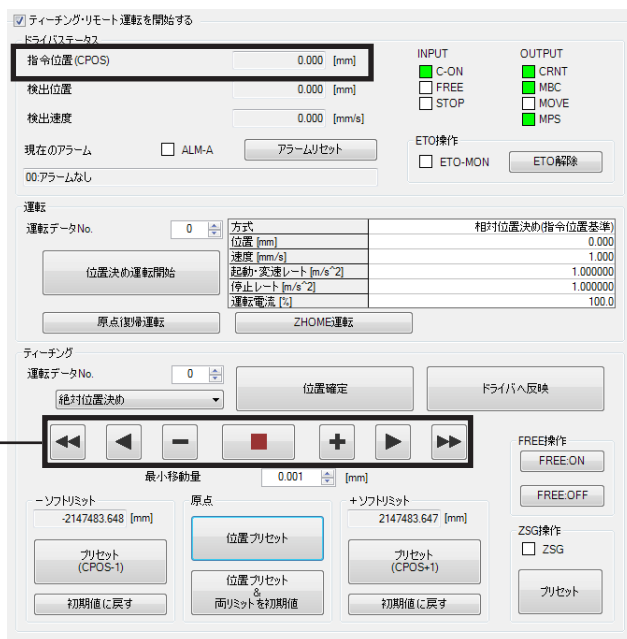 ティーチング・リモート運転を開始する
ドライバステータス
指令位置(CPOS) 0.000 [mm]
検出位置 0.000 [mm]
検出速度 0.000 [mm/s]
現在のアラーム ALM-A アラームリセット
00:アラームなし
INPUT OUTPUT
C-ON CRNT
FREE MBC
STOP MOVE
MPS
ETO操作
ETO-MON ETO解除
運転
運転データNo. 0
方式 相対位置決め(指令位置基準)
位置 [mm] 0.000
速度 [mm/s] 1.000
起動・変速レート [m/s^2] 1.000000
停止レート [m/s^2] 1.000000
運転電流 [%] 100.0
位置決め運転開始
原点復帰運転 ZHOME運転
ティーチング
運転データNo. 0
絶対位置決め
位置確定 ドライバへ反映
最小移動量 0.001 [mm]
FREE操作
FREE:ON
FREE:OFF
－ソフトリミット
-2147483.648 [mm]
プリセット
(CPOS-1)
初期値に戻す
原点
位置プリセット
位置プリセット
&
両リミットを初期値
＋ソフトリミット
2147483.647 [mm]
プリセット
(CPOS+1)
初期値に戻す
ZSG操作
ZSG
プリセット